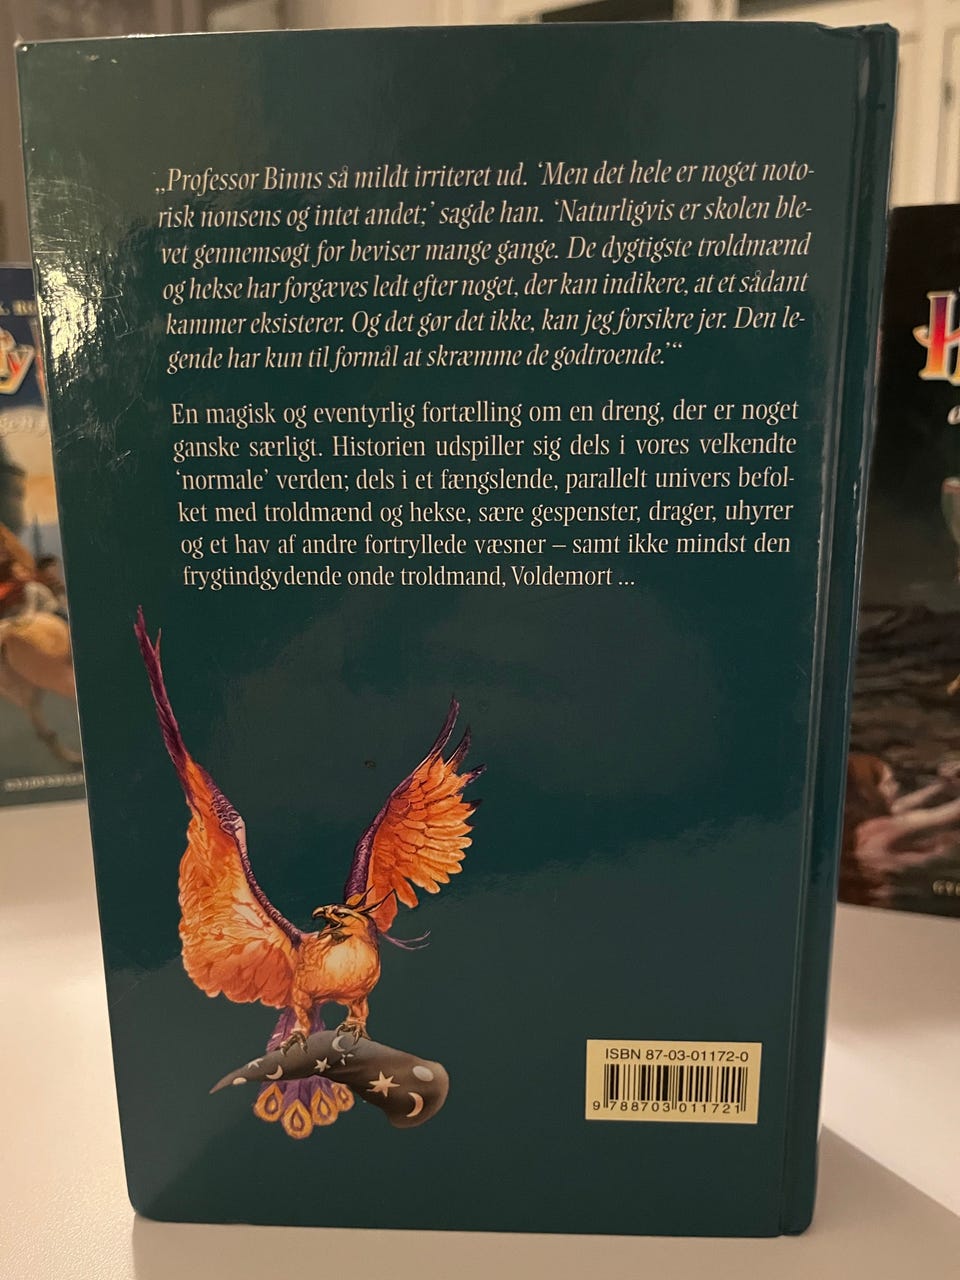 „Professor Binns så mildt irriteret ud. ‘Men det hele er noget noto-
risk nonsens og intet andet;’ sagde han. ‘Naturligvis er skolen ble-
vet gennemsøgt for beviser mange gange. De dygtigste troldmænd
og hekse har forgæves ledt efter noget, der kan indikere, at et sådant
kammer eksisterer. Og det gør det ikke, kan jeg forsikre jer. Den le-
gende har kun til formål at skræmme de godtroende.’“
En magisk og eventyrlig fortælling om en dreng, der er noget
ganske særligt. Historien udspiller sig dels i vores velkendte
‘normale’ verden; dels i et fængslende, parallelt univers befol-
ket med troldmænd og hekse, sære gespenster, drager, uhyrer
og et hav af andre fortryllede væsner – samt ikke mindst den
frygtindgydende onde troldmand, Voldemort ...
ISBN 87-03-01172-0
9 788703 011721